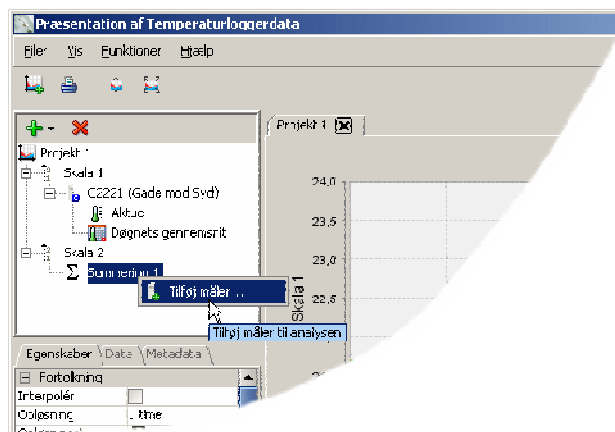 Præsentation af Temperaturloggerdata
Filer Vis Funktioner Hjælp
Projekt 1
Projekt 1
Skala 1
C2221 (Gade mod Syd)
Aktuel
Døgnets gennemsnit
Skala 2
Summering 1
Tilføj måler ...
Tilføj måler til analysen
24,0
23,5
23,0
22,5
Skala 1
Egenskaber Data Metadata
Fortolkning
Interpolér
Opløsning time